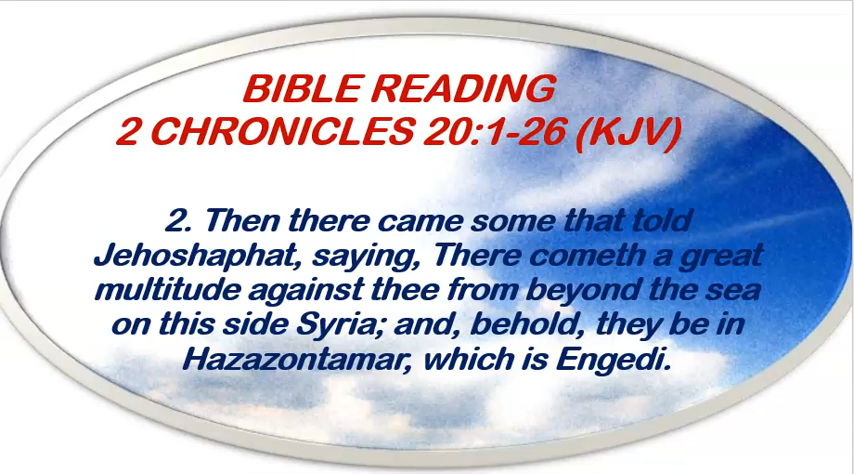 BIBLE READING
2 CHRONICLES 20:1-26 (KJV)
2. Then there came some that told
Jehoshaphat, saying, There cometh a great
multitude against thee from beyond the sea
on this side Syria; and, behold, they be in
Hazazontamar, which is Engedi.